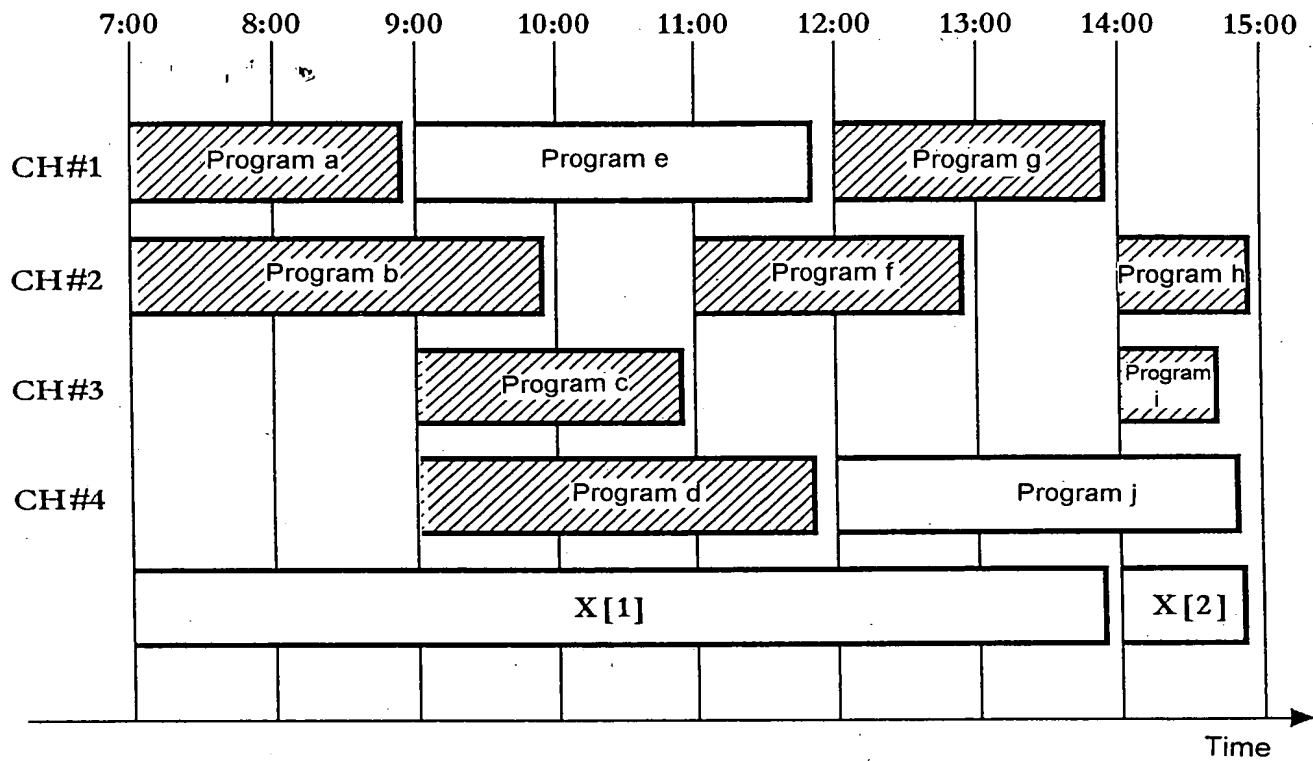 7:00 8:00 9:00 10:00 11:00 12:00 13:00 14:00 15:00
CH#1 Program a Program e Program g
CH#2 Program b Program f Program h
CH#3 Program c Program
i
CH#4 Program d Program j
X[1] X[2]
Time